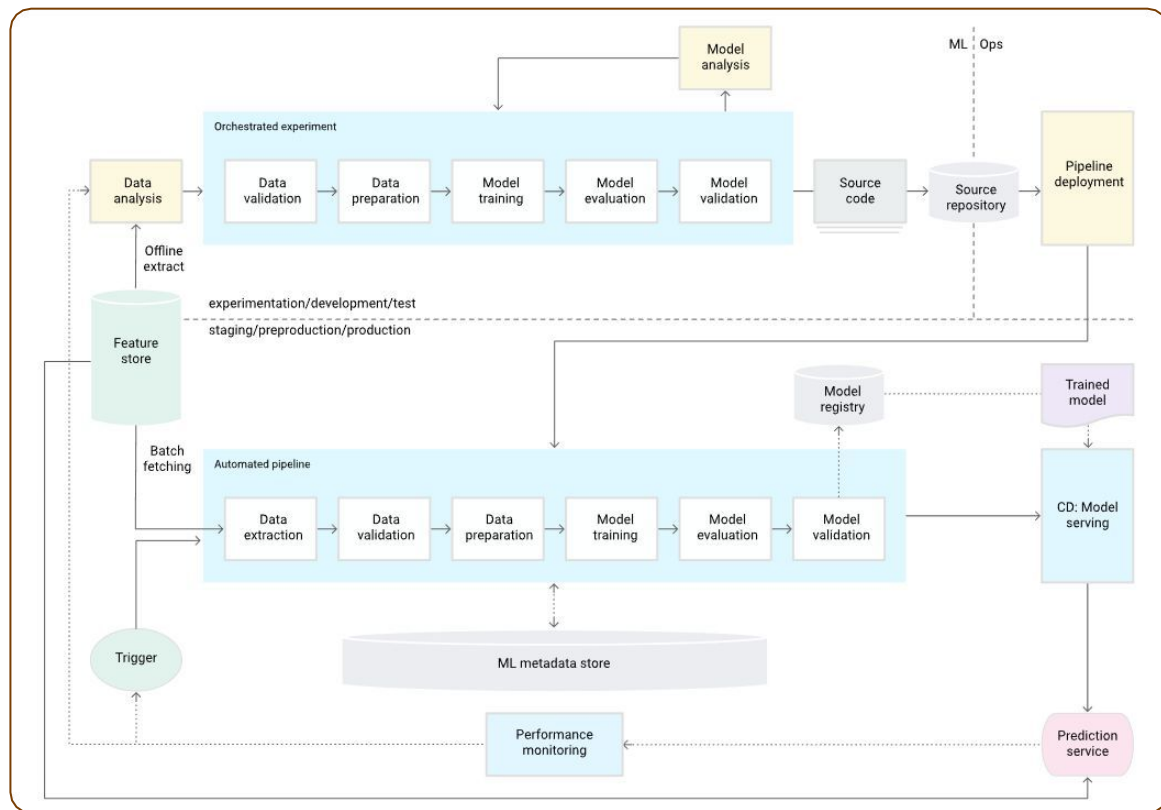 Model
analysis
ML
Ops
Orchestrated experiment
Data
analysis
Data
validation
Data
preparation
Model
training
Model
evaluation
Model
validation
Source
code
Source
repository
Pipeline
deployment
Offline
extract
experimentation/development/test
staging/preproduction/production
Feature
store
Model
registry
Trained
model
Batch
fetching
Automated pipeline
Data
extraction
Data
validation
Data
preparation
Model
training
Model
evaluation
Model
validation
CD: Model
serving
Trigger
ML metadata store
Performance
monitoring
Prediction
service